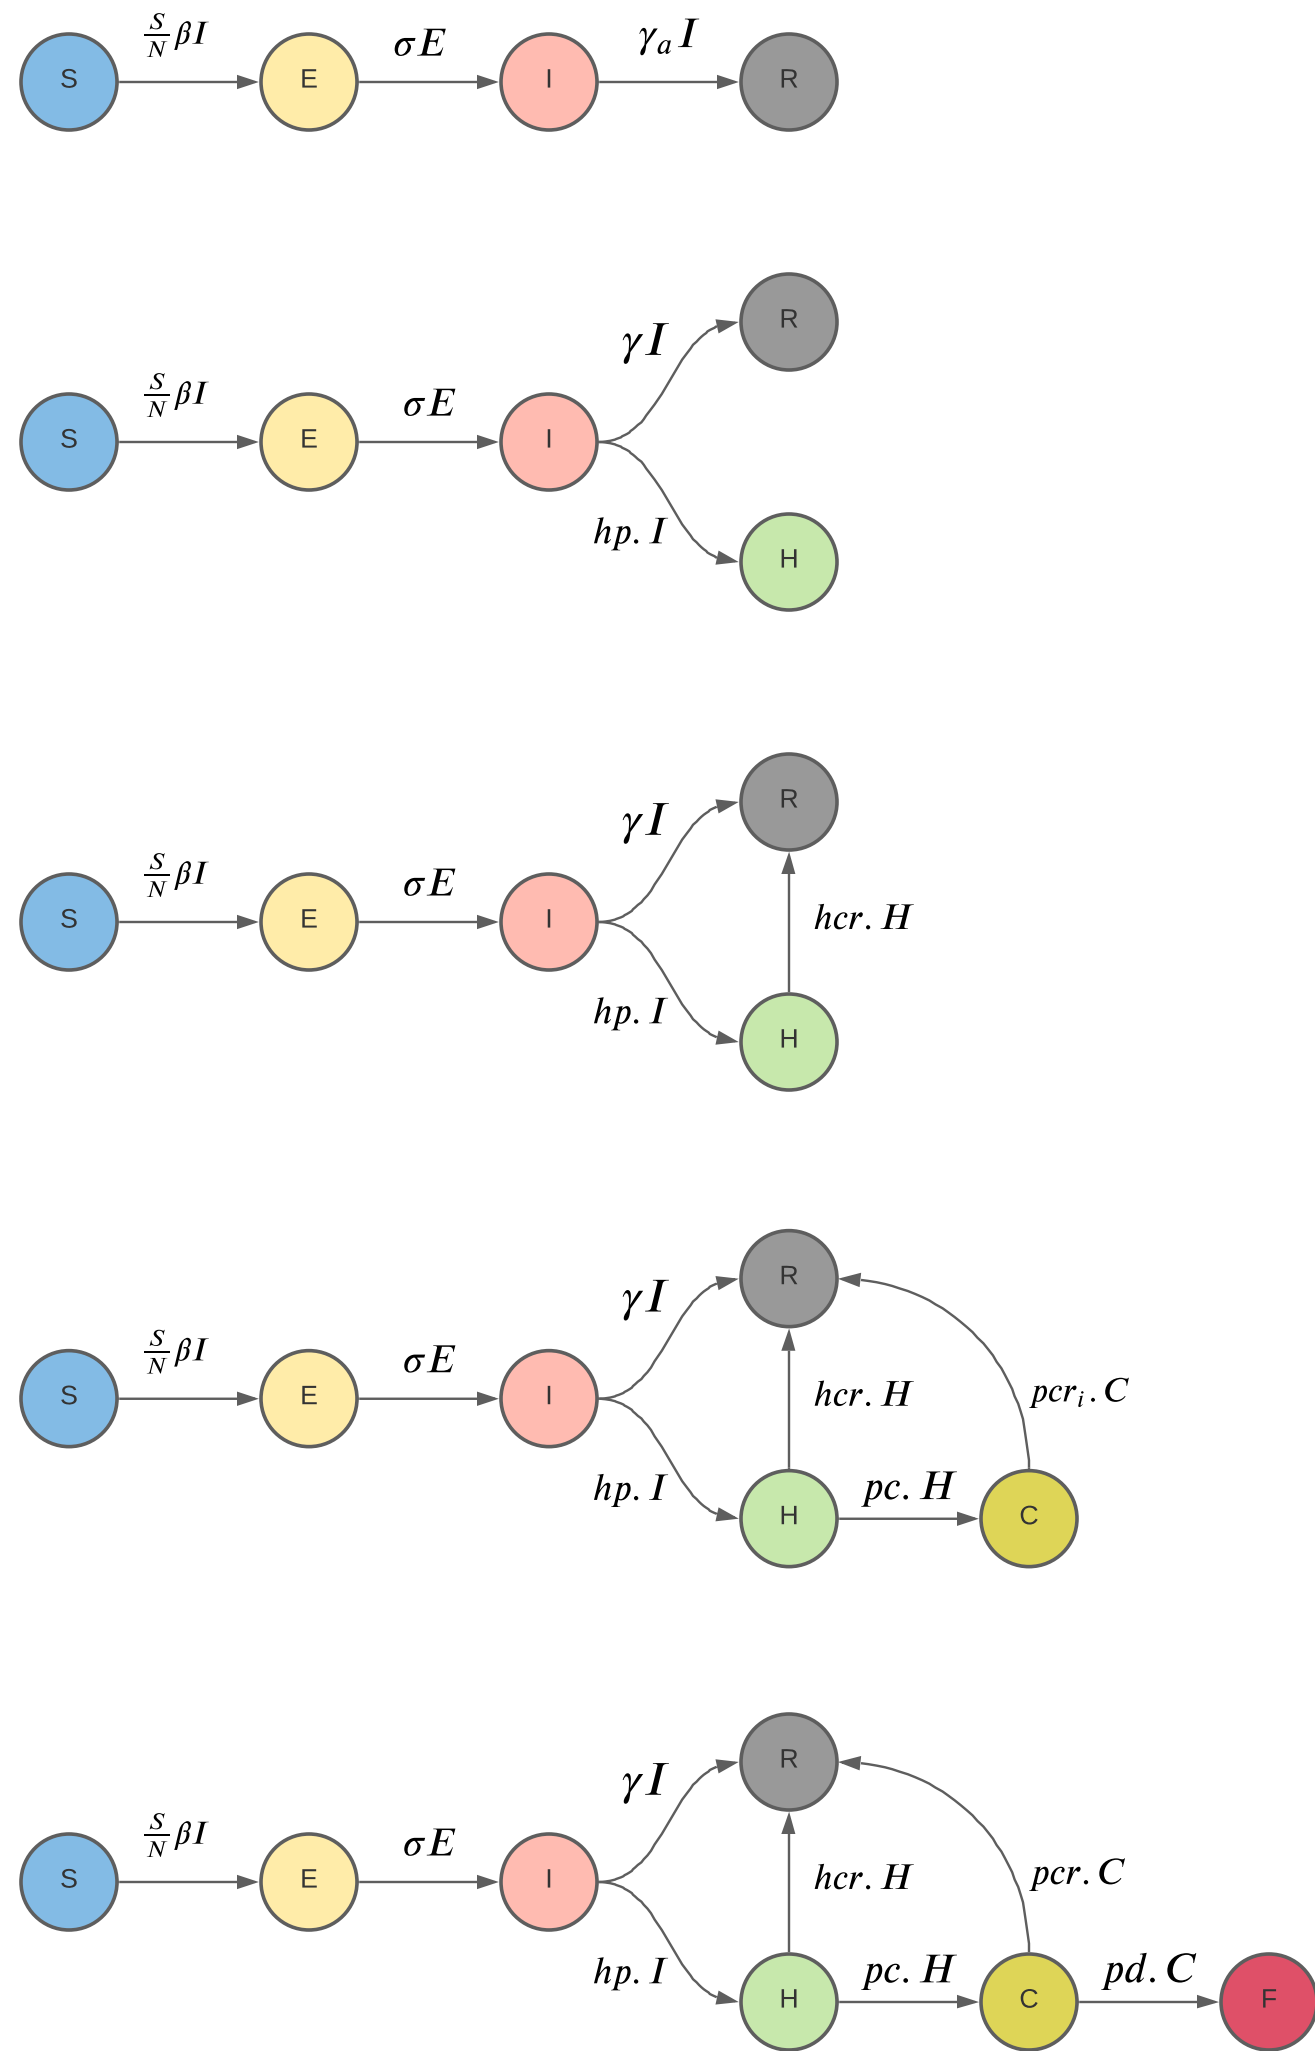 S/N βI σE γₐI
S E I R
R
γI
S/N βI σE
S E I
hp. I
H
R
γI
S/N βI σE
hcr. H
S E I
hp. I
H
R
γI
S/N βI σE
hcr. H pcrᵢ. C
S E I
hp. I pc. H
H C
R
γI
S/N βI σE
hcr. H pcr. C
S E I
hp. I pc. H pd. C
H C F